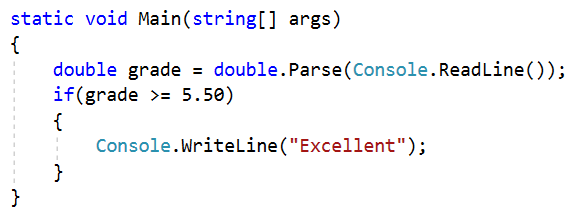 static void Main(string[] args)
{
    double grade = double.Parse(Console.ReadLine());
    if(grade >= 5.50)
    {
        Console.WriteLine("Excellent");
    }
}